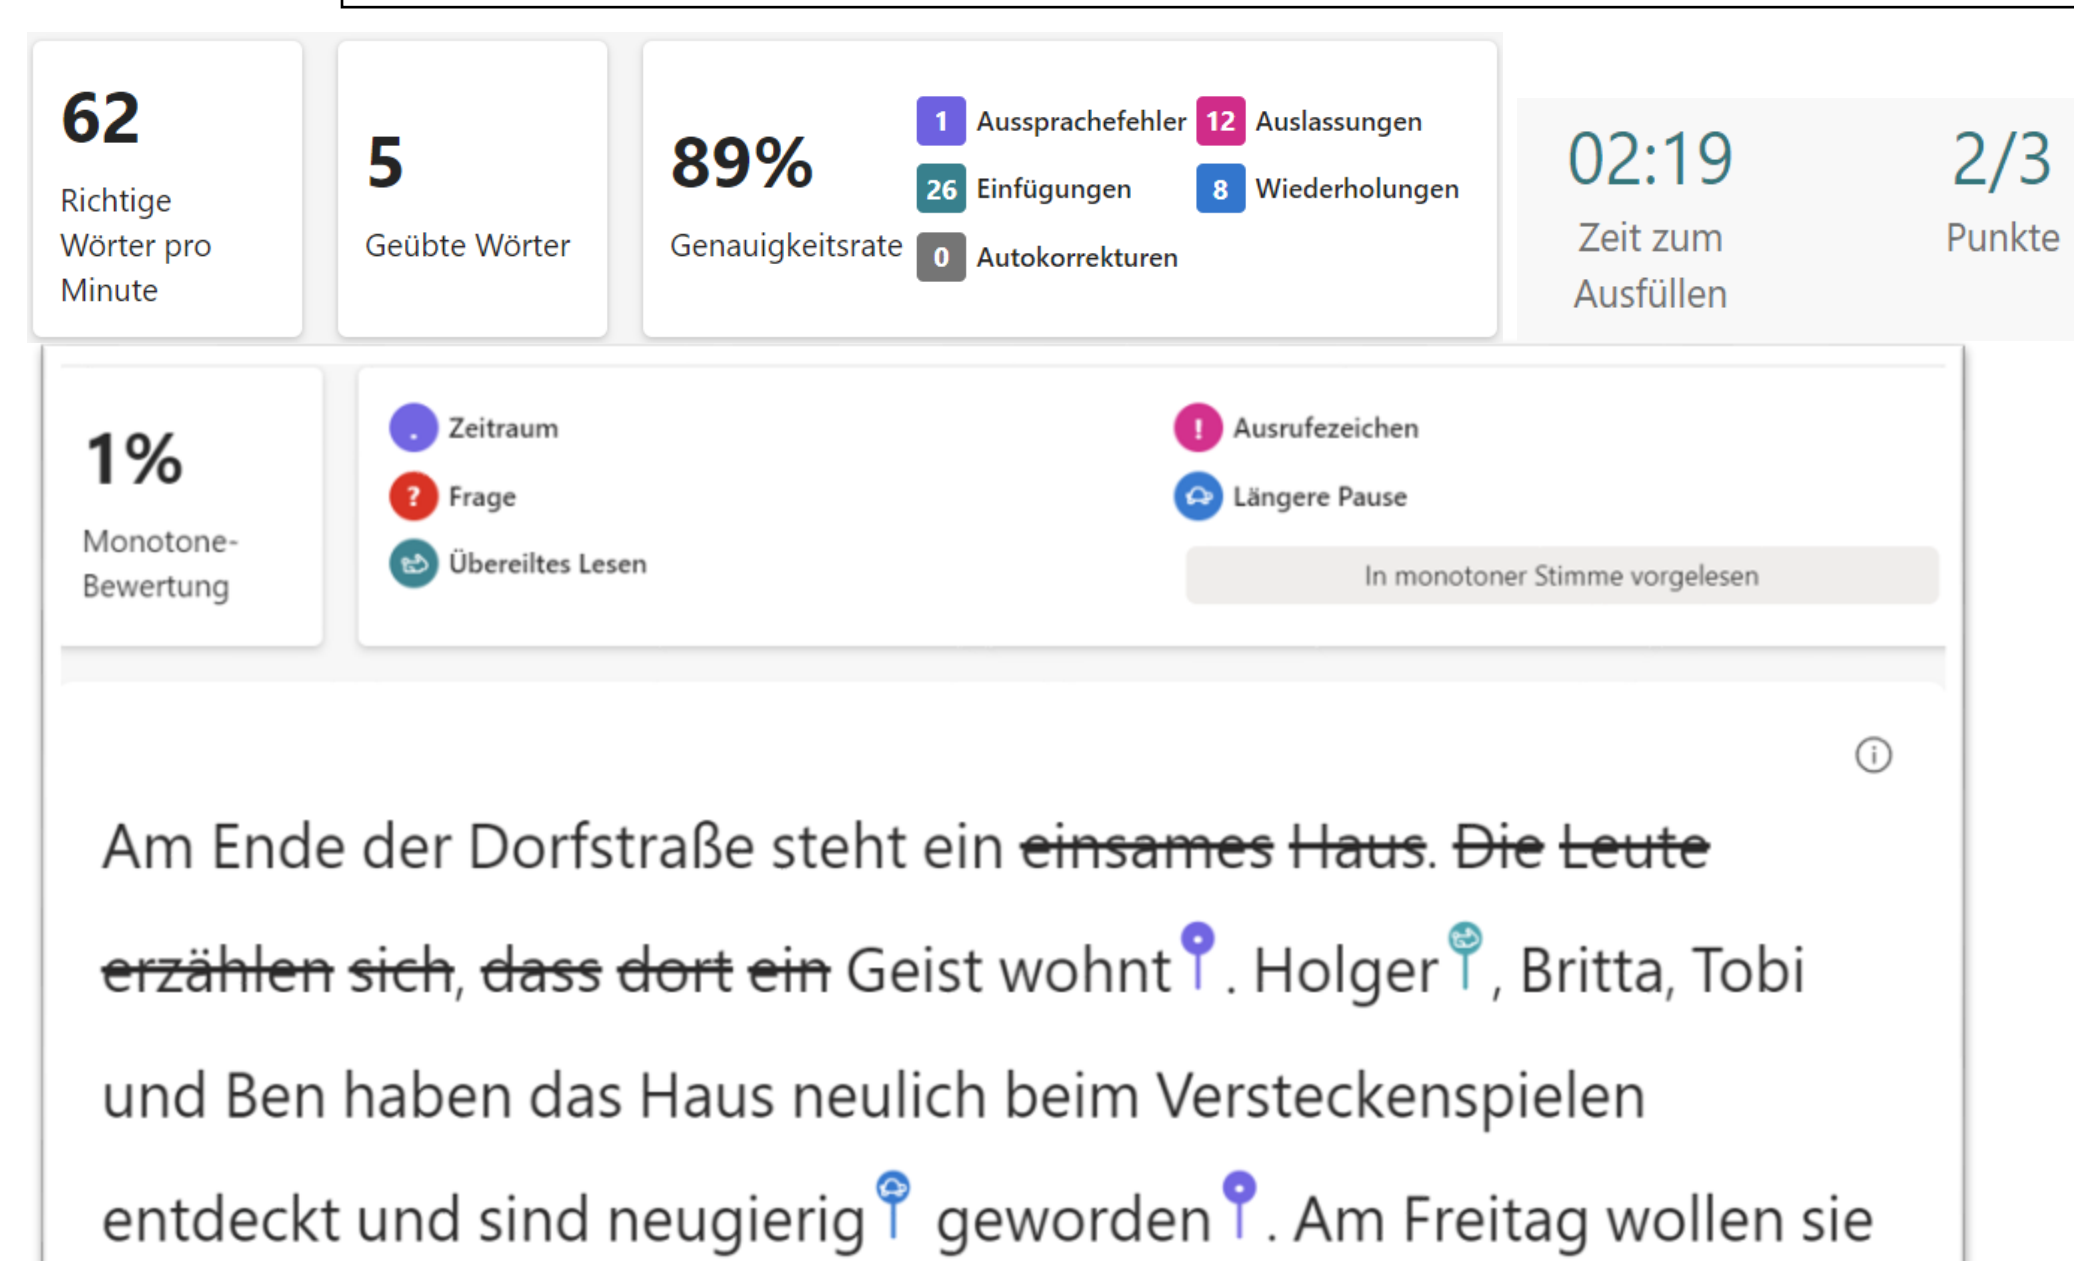 62
Richtige
Wörter pro
Minute
5
Geübte Wörter
89%
Genauigkeitsrate
1 Aussprachefehler 12 Auslassungen
26 Einfügungen 8 Wiederholungen
0 Autokorrekturen
02:19
Zeit zum
Ausfüllen
2/3
Punkte
1%
Monotone-
Bewertung
. Zeitraum
! Ausrufezeichen
? Frage
Längere Pause
Übereiltes Lesen
In monotoner Stimme vorgelesen
Am Ende der Dorfstraße steht ein einsames Haus. Die Leute
erzählen sich, dass dort ein Geist wohnt. Holger, Britta, Tobi
und Ben haben das Haus neulich beim Versteckenspielen
entdeckt und sind neugierig geworden. Am Freitag wollen sie